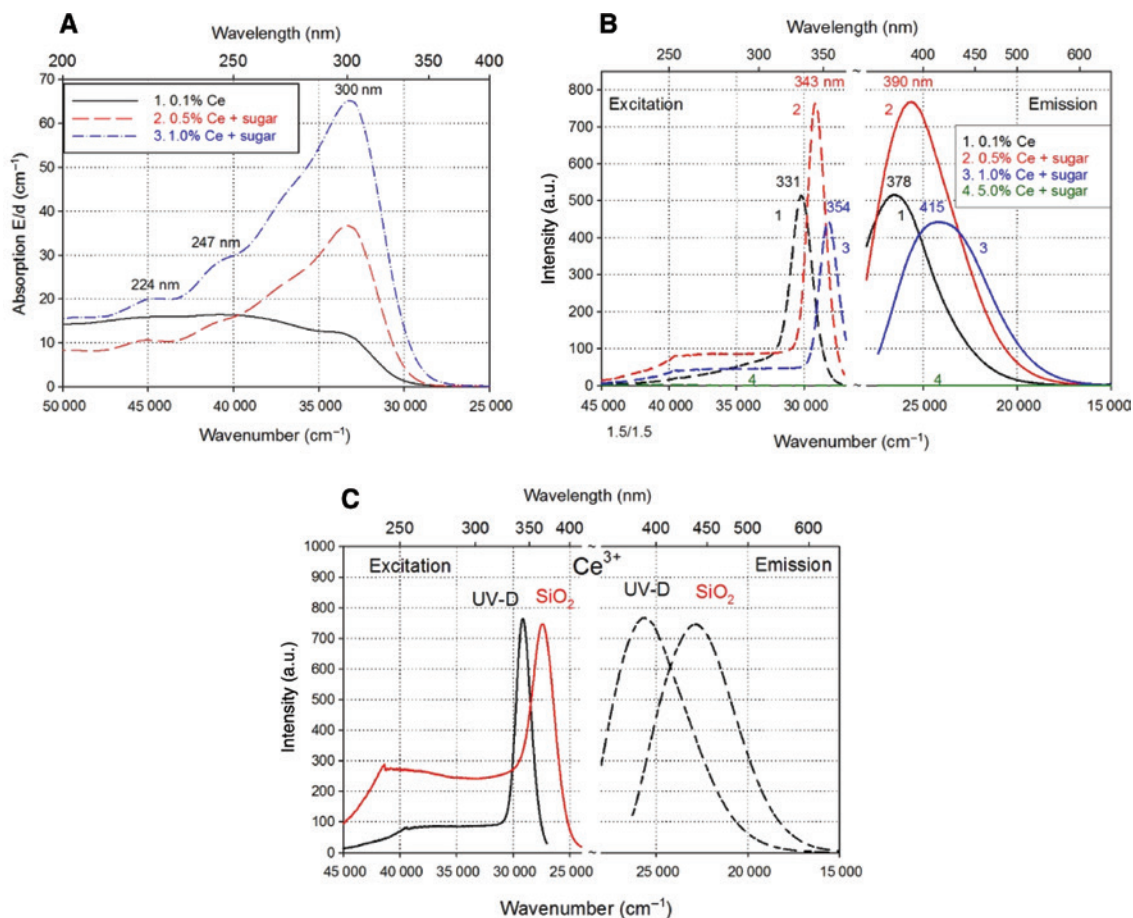 A
Wavelength (nm)
200 250 300 350 400
Absorption E/d (cm⁻¹)
70
60
50
40
30
20
10
0
1. 0.1% Ce
2. 0.5% Ce + sugar
3. 1.0% Ce + sugar
300 nm
247 nm
224 nm
50 000 45 000 40 000 35 000 30 000 25 000
Wavenumber (cm⁻¹)
B
Wavelength (nm)
250 300 350 ~ 400 450 500 600
Intensity (a.u.)
800
700
600
500
400
300
200
100
0
Excitation
343 nm
390 nm
Emission
2
2
1. 0.1% Ce
2. 0.5% Ce + sugar
3. 1.0% Ce + sugar
4. 5.0% Ce + sugar
331
378
354
415
1
1
3
3
4
4
45 000 40 000 35 000 30 000 ~ 25 000 20 000 15 000
Wavenumber (cm⁻¹)
1.5/1.5
C
Wavelength (nm)
250 300 350 400 ~ 400 450 500 600
Intensity (a.u.)
1000
900
800
700
600
500
400
300
200
100
0
Excitation
Ce³⁺
Emission
UV-D
SiO₂
UV-D
SiO₂
45 000 40 000 35 000 30 000 25 000 ~ 25 000 20 000 15 000
Wavenumber (cm⁻¹)